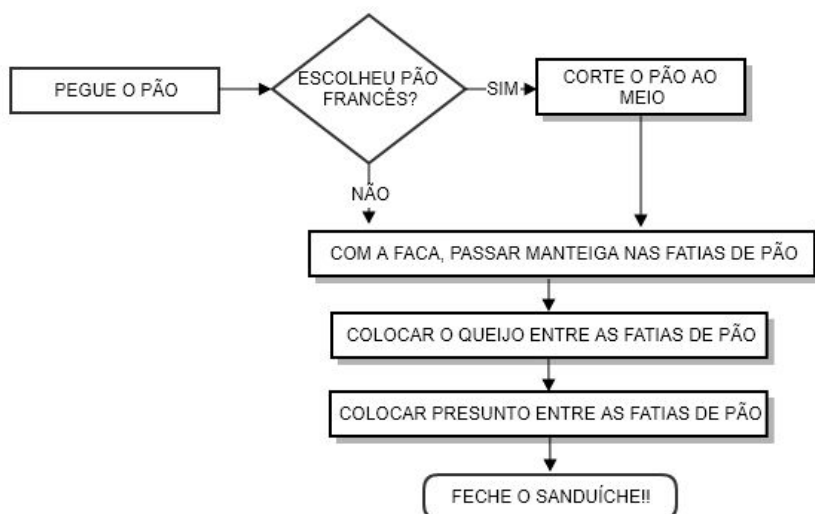 PEGUE O PÃO
ESCOLHEU PÃO
FRANCÊS?
SIM
CORTE O PÃO AO
MEIO
NÃO
COM A FACA, PASSAR MANTEIGA NAS FATIAS DE PÃO
COLOCAR O QUEIJO ENTRE AS FATIAS DE PÃO
COLOCAR PRESUNTO ENTRE AS FATIAS DE PÃO
FECHE O SANDUÍCHE!!